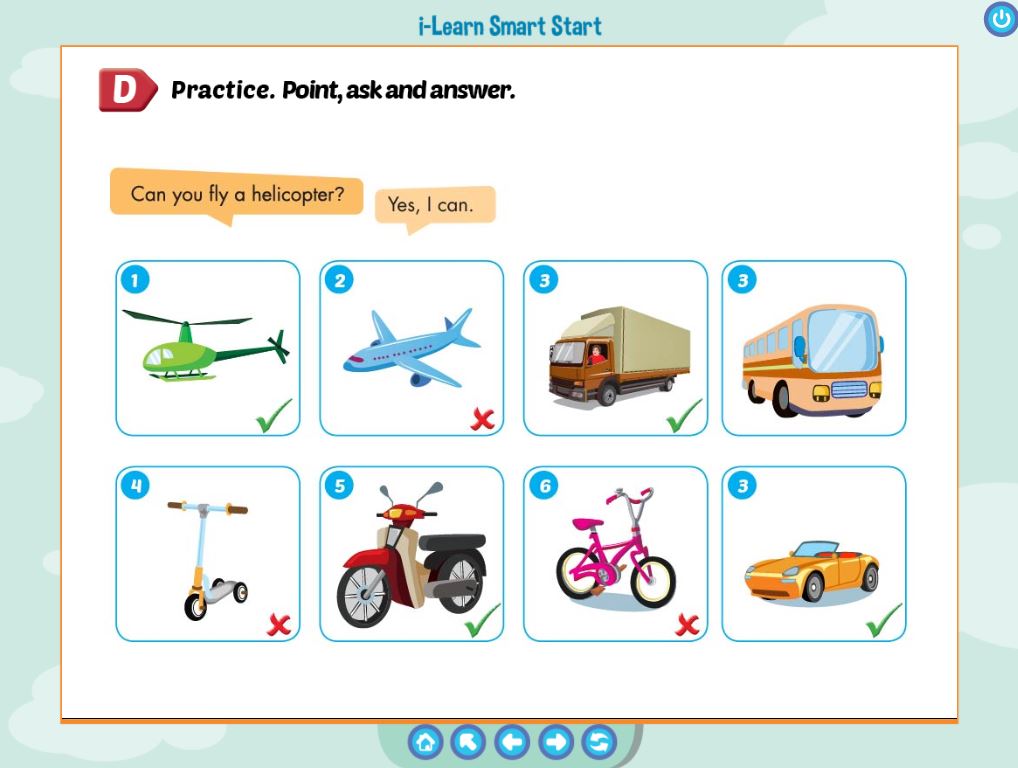 i-Learn Smart Start
D Practice. Point, ask and answer.
Can you fly a helicopter?
Yes, I can.
1
2
3
3
4
5
6
3